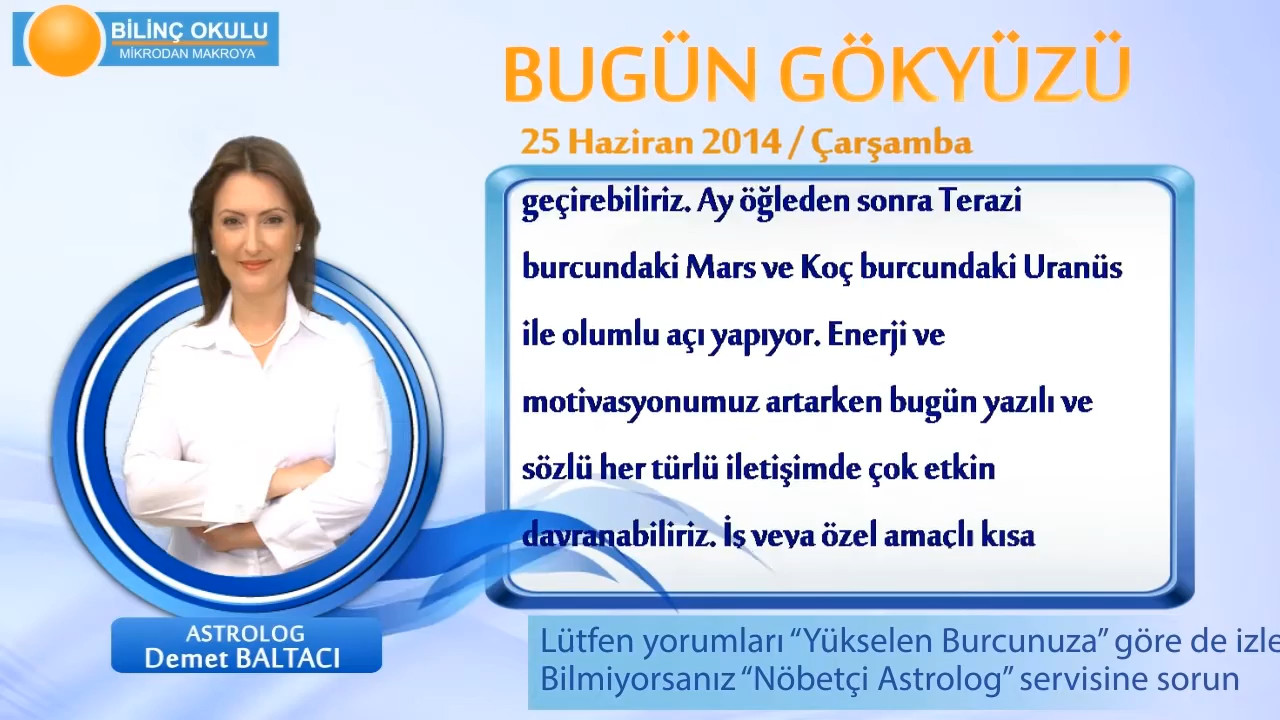 BİLİNÇ OKULU
MİKRODAN MAKROYA
BUGÜN GÖKYÜZÜ
25 Haziran 2014 / Çarşamba
geçirebiliriz. Ay öğleden sonra Terazi
burcundaki Mars ve Koç burcundaki Uranüs
ile olumlu açı yapıyor. Enerji ve
motivasyonumuz artarken bugün yazılı ve
sözlü her türlü iletişimde çok etkin
davranabiliriz. İş veya özel amaçlı kısa
ASTROLOG
Demet BALTACI
Lütfen yorumları “Yükselen Burcunuza” göre de izle
Bilmiyorsanız “Nöbetçi Astrolog” servisine sorun